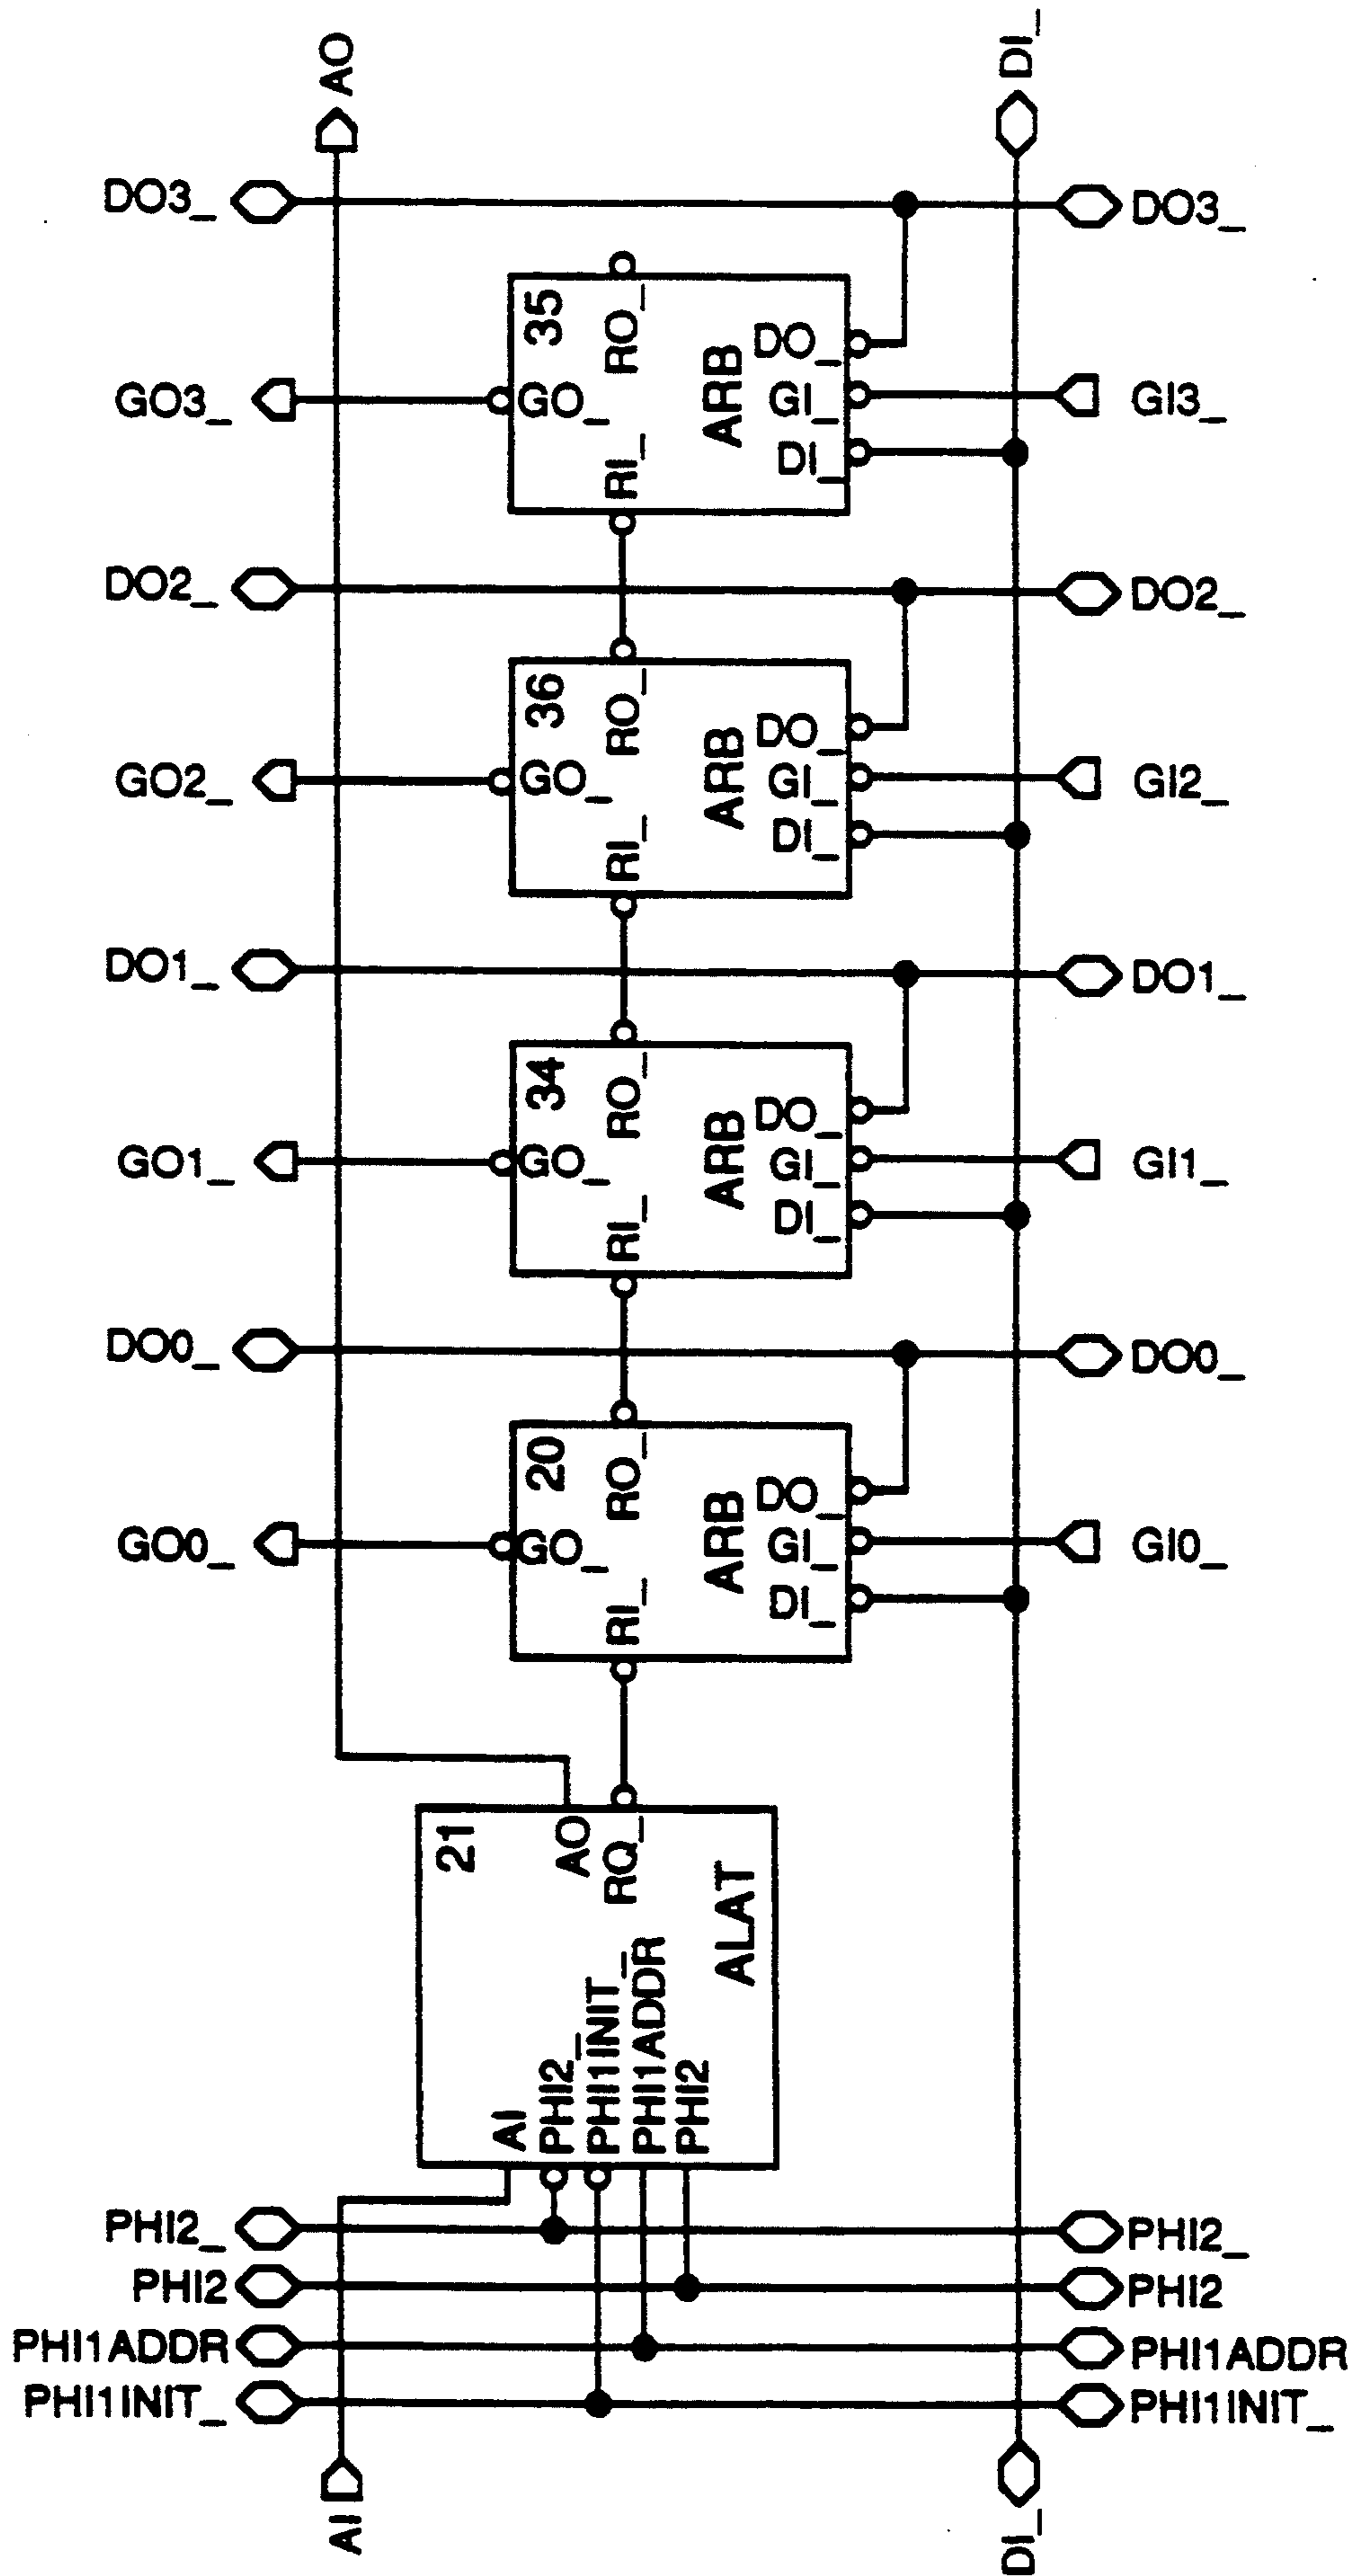 AO
DI_
DO3_
DO3_
35
RO_
DO_
GO3_
GO_
ARB
GI_
GI3_
RI_
DI_
DO2_
DO2_
36
RO_
DO_
GO2_
GO_
ARB
GI_
GI2_
RI_
DI_
DO1_
DO1_
34
RO_
DO_
GO1_
GO_
ARB
GI_
GI1_
RI_
DI_
DO0_
DO0_
20
RO_
DO_
GO0_
GO_
ARB
GI_
GI0_
RI_
DI_
21
AO
RQ_
ALAT
AI
PHI2_
PHI1INIT_
PHI1ADDR
PHI2
PHI2_
PHI2_
PHI2
PHI2
PHI1ADDR
PHI1ADDR
PHI1INIT_
PHI1INIT_
AI
DI_